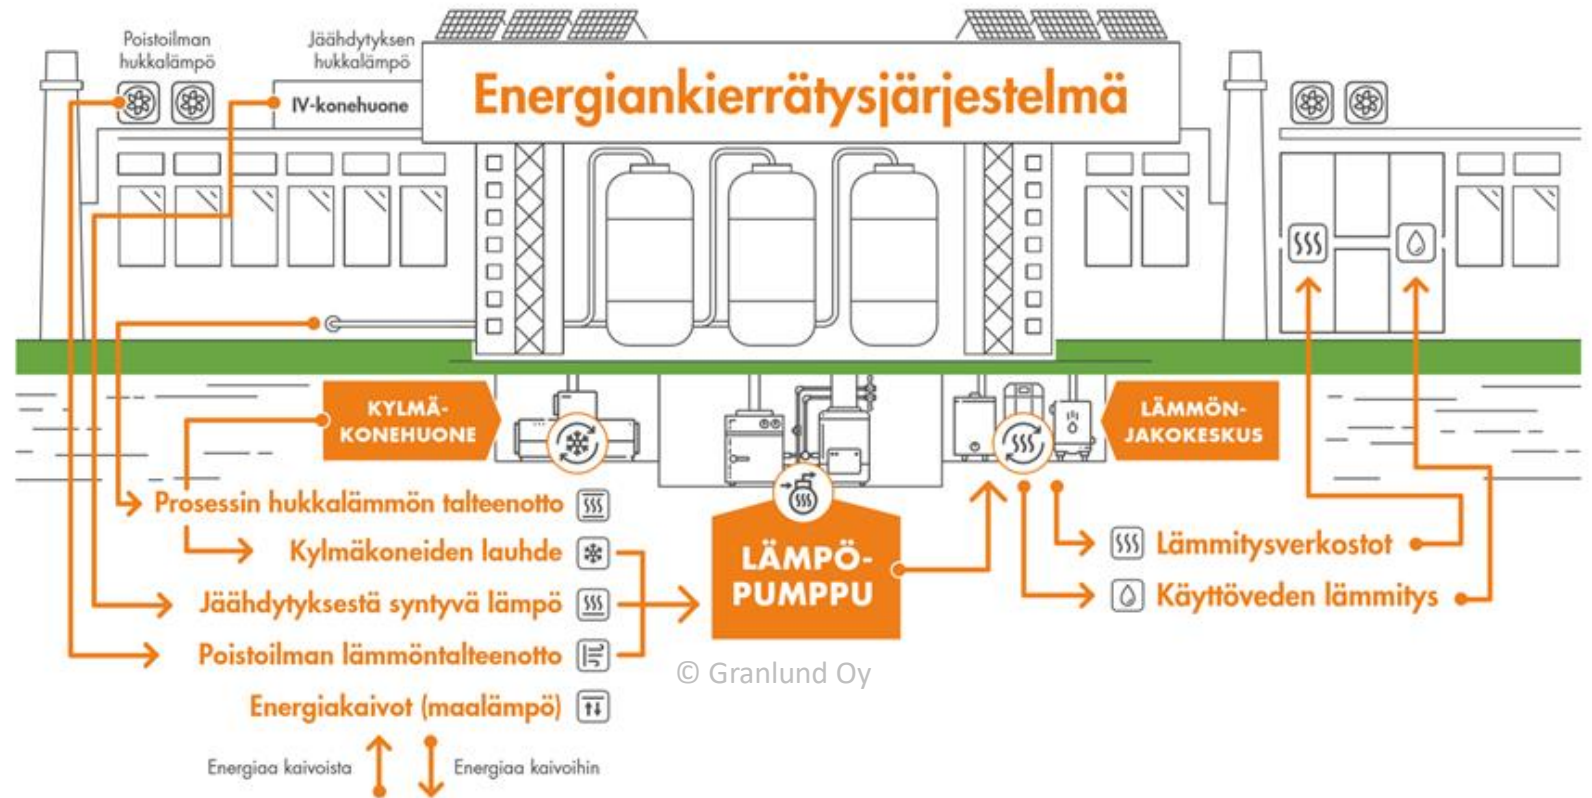 Poistoilman
hukkalämpö
Jäähdytyksen
hukkalämpö
IV-konehuone
Energiankierrätysjärjestelmä
KYLMÄ-
KONEHUONE
LÄMMÖN-
JAKOKESKUS
Prosessin hukkalämmön talteenotto
Kylmäkoneiden lauhde
Jäähdytyksestä syntyvä lämpö
Poistoilman lämmöntalteenotto
Energiakaivot (maalämpö)
Energiaa kaivoista
Energiaa kaivoihin
LÄMPÖ-
PUMPPU
© Granlund Oy
Lämmitysverkostot
Käyttöveden lämmitys